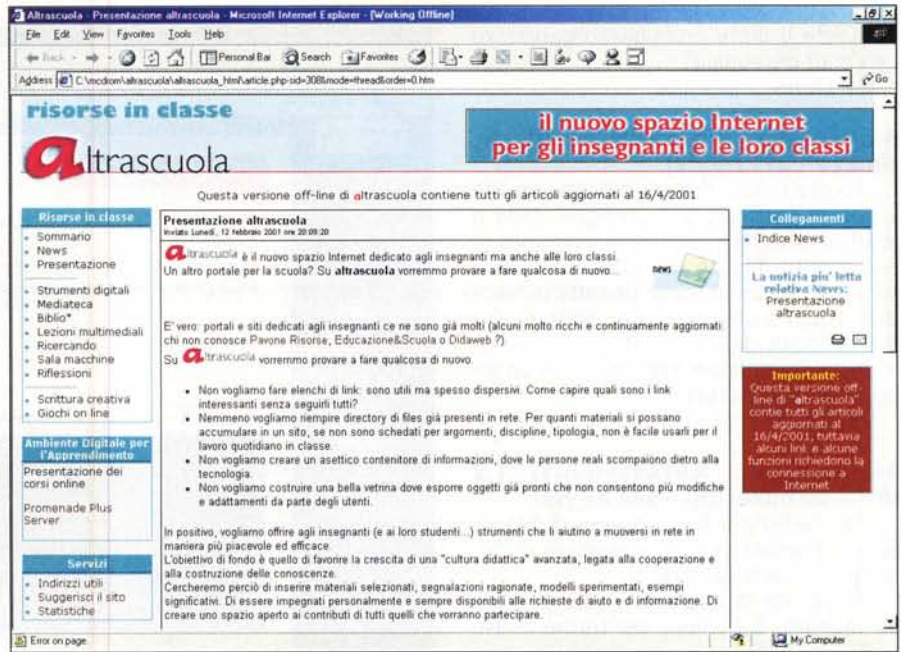 Altrascuola - Presentazione altrascuola - Microsoft Internet Explorer - [Working Offline]
File Edit View Favorites Tools Help
Back Personal Bar Search Favorites
Address C:\mcdrom\altrascuola\altrascuola_html\article.php-sid=308&mode=thread&order=0.htm Go
risorse in classe
altrascuola
il nuovo spazio Internet
per gli insegnanti e le loro classi
Questa versione off-line di altrascuola contiene tutti gli articoli aggiornati al 16/4/2001
Risorse in classe
Sommario
News
Presentazione
Strumenti digitali
Mediateca
Biblio*
Lezioni multimediali
Ricercando
Sala macchine
Riflessioni
Scrittura creativa
Giochi on line
Ambiente Digitale per
l'Apprendimento
Presentazione dei
corsi online
Promenade Plus
Server
Servizi
Indirizzi utili
Suggerisci il sito
Statistiche
Presentazione altrascuola
Inviato Lunedì, 12 febbraio 2001 ore 20:09:20
altrascuola è il nuovo spazio Internet dedicato agli insegnanti ma anche alle loro classi.
Un altro portale per la scuola? Su altrascuola vorremmo provare a fare qualcosa di nuovo...
news
E' vero: portali e siti dedicati agli insegnanti ce ne sono già molti (alcuni molto ricchi e continuamente aggiornati:
chi non conosce Pavone Risorse, Educazione&Scuola o Didaweb ?)
Su altrascuola vorremmo provare a fare qualcosa di nuovo.
Non vogliamo fare elenchi di link: sono utili ma spesso dispersivi. Come capire quali sono i link
interessanti senza seguirli tutti?
Nemmeno vogliamo riempire directory di files già presenti in rete. Per quanti materiali si possano
accumulare in un sito, se non sono schedati per argomenti, discipline, tipologia, non è facile usarli per il
lavoro quotidiano in classe.
Non vogliamo creare un asettico contenitore di informazioni, dove le persone reali scompaiono dietro alla
tecnologia.
Non vogliamo costruire una bella vetrina dove esporre oggetti già pronti che non consentono più modifiche
e adattamenti da parte degli utenti.
In positivo, vogliamo offrire agli insegnanti (e ai loro studenti...) strumenti che li aiutino a muoversi in rete in
maniera più piacevole ed efficace.
L'obiettivo di fondo è quello di favorire la crescita di una "cultura didattica" avanzata, legata alla cooperazione e
alla costruzione delle conoscenze.
Cercheremo perciò di inserire materiali selezionati, segnalazioni ragionate, modelli sperimentati, esempi
significativi. Di essere impegnati personalmente e sempre disponibili alle richieste di aiuto e di informazione. Di
creare uno spazio aperto ai contributi di tutti quelli che vorranno partecipare.
Collegamenti
Indice News
La notizia piu' letta
relativa News:
Presentazione
altrascuola
Importante:
Questa versione off-
line di "altrascuola"
contie tutti gli articoli
aggiornati al
16/4/2001, tuttavia
alcuni link e alcune
funzioni richiedono la
connessione a
Internet
Error on page. My Computer